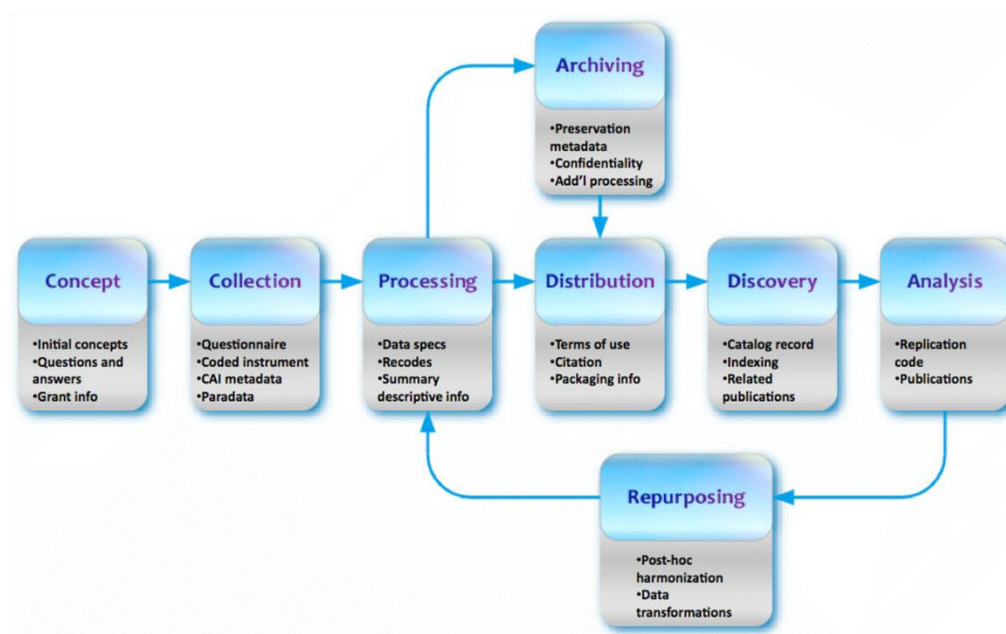 Archiving
•Preservation
metadata
•Confidentiality
•Add'l processing
Concept
•Initial concepts
•Questions and
answers
•Grant info
Collection
•Questionnaire
•Coded instrument
•CAI metadata
•Paradata
Processing
•Data specs
•Recodes
•Summary
descriptive info
Distribution
•Terms of use
•Citation
•Packaging info
Discovery
•Catalog record
•Indexing
•Related
publications
Analysis
•Replication
code
•Publications
Repurposing
•Post-hoc
harmonization
•Data
transformations